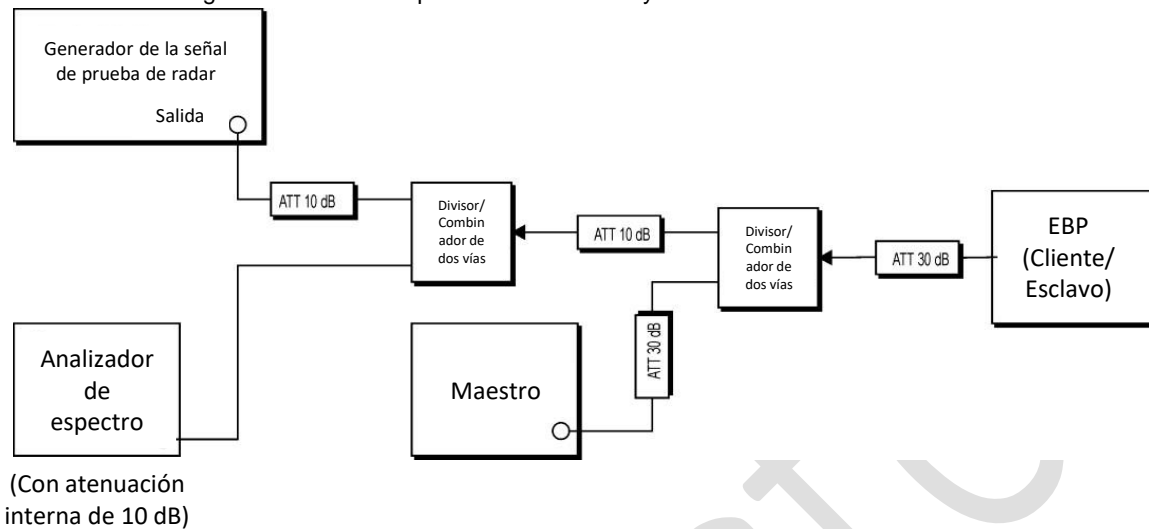 Generador de la señal
de prueba de radar
Salida
ATT 10 dB
Divisor/
Combin
ador de
dos vías
ATT 10 dB
Divisor/
Combin
ador de
dos vías
ATT 30 dB
EBP
(Cliente/
Esclavo)
Analizador
de
espectro
(Con atenuación
interna de 10 dB)
Maestro
ATT 30 dB